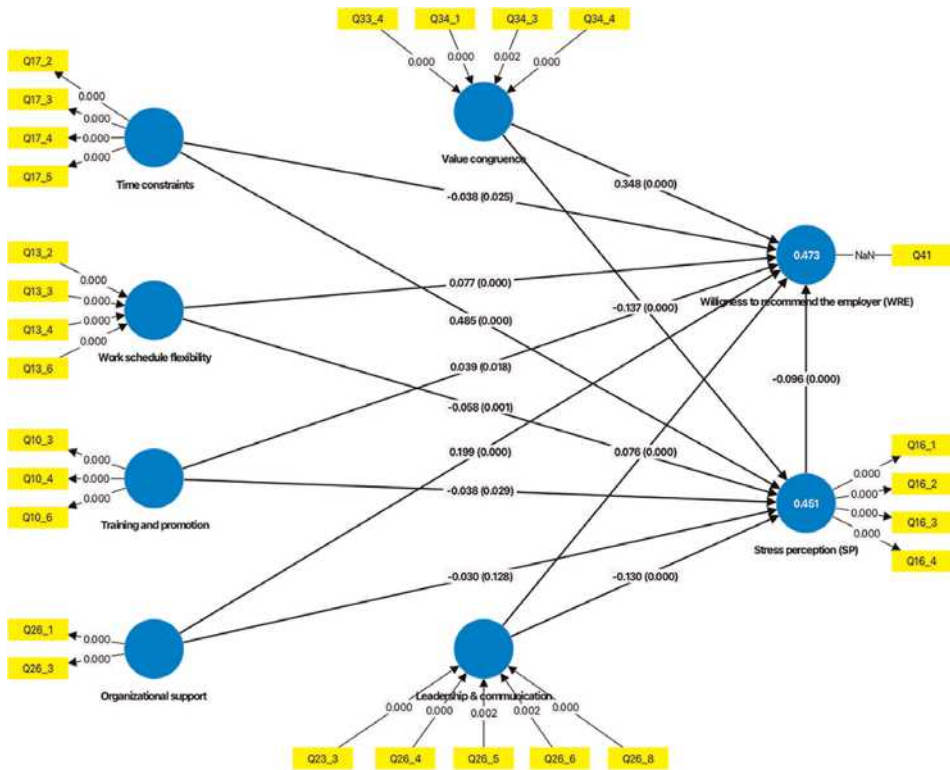 Q33_4
Q34_1
Q34_3
Q34_4
0.000
0.000
0.002
0.000
Value congruence
Q17_2
Q17_3
Q17_4
Q17_5
0.000
0.000
0.000
0.000
Time constraints
0.348 (0.000)
-0.038 (0.025)
0.473
NaN
Q41
Willigness to recommend the employer (WRE)
Q13_2
Q13_3
Q13_4
Q13_6
0.000
0.000
0.000
0.000
Work schedule flexibility
0.077 (0.000)
-0.137 (0.000)
0.485 (0.000)
0.039 (0.018)
-0.096 (0.000)
-0.058 (0.001)
Q10_3
Q10_4
Q10_6
0.000
0.000
0.000
Training and promotion
0.199 (0.000)
0.076 (0.000)
-0.038 (0.029)
0.451
Stress perception (SP)
0.000
0.000
0.000
0.000
Q16_1
Q16_2
Q16_3
Q16_4
-0.030 (0.128)
-0.130 (0.000)
Q26_1
Q26_3
0.000
0.000
Organizational support
Leadership & communication
0.000
0.000
0.002
0.002
0.000
Q23_3
Q26_4
Q26_5
Q26_6
Q26_8